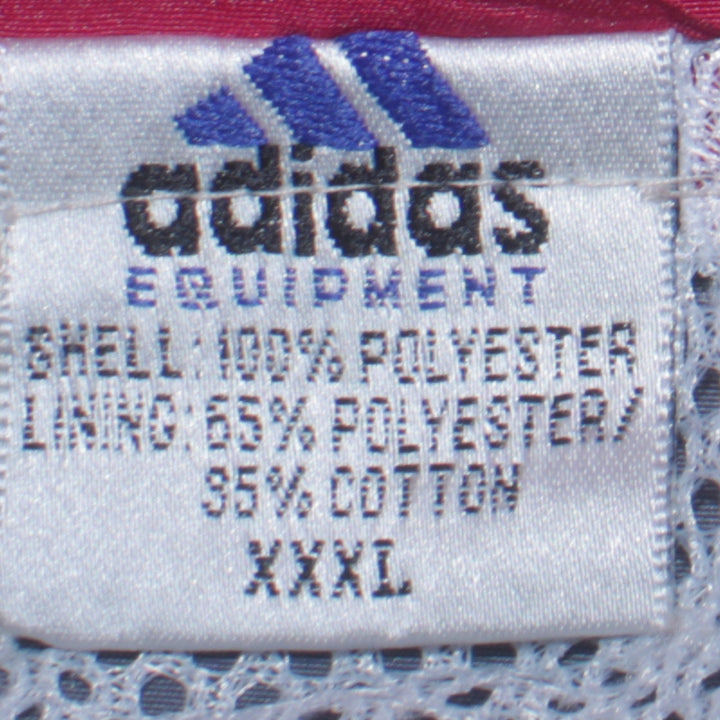 adidas
EQUIPMENT
SHELL: 100% POLYESTER
LINING: 65% POLYESTER/
35% COTTON
XXXL